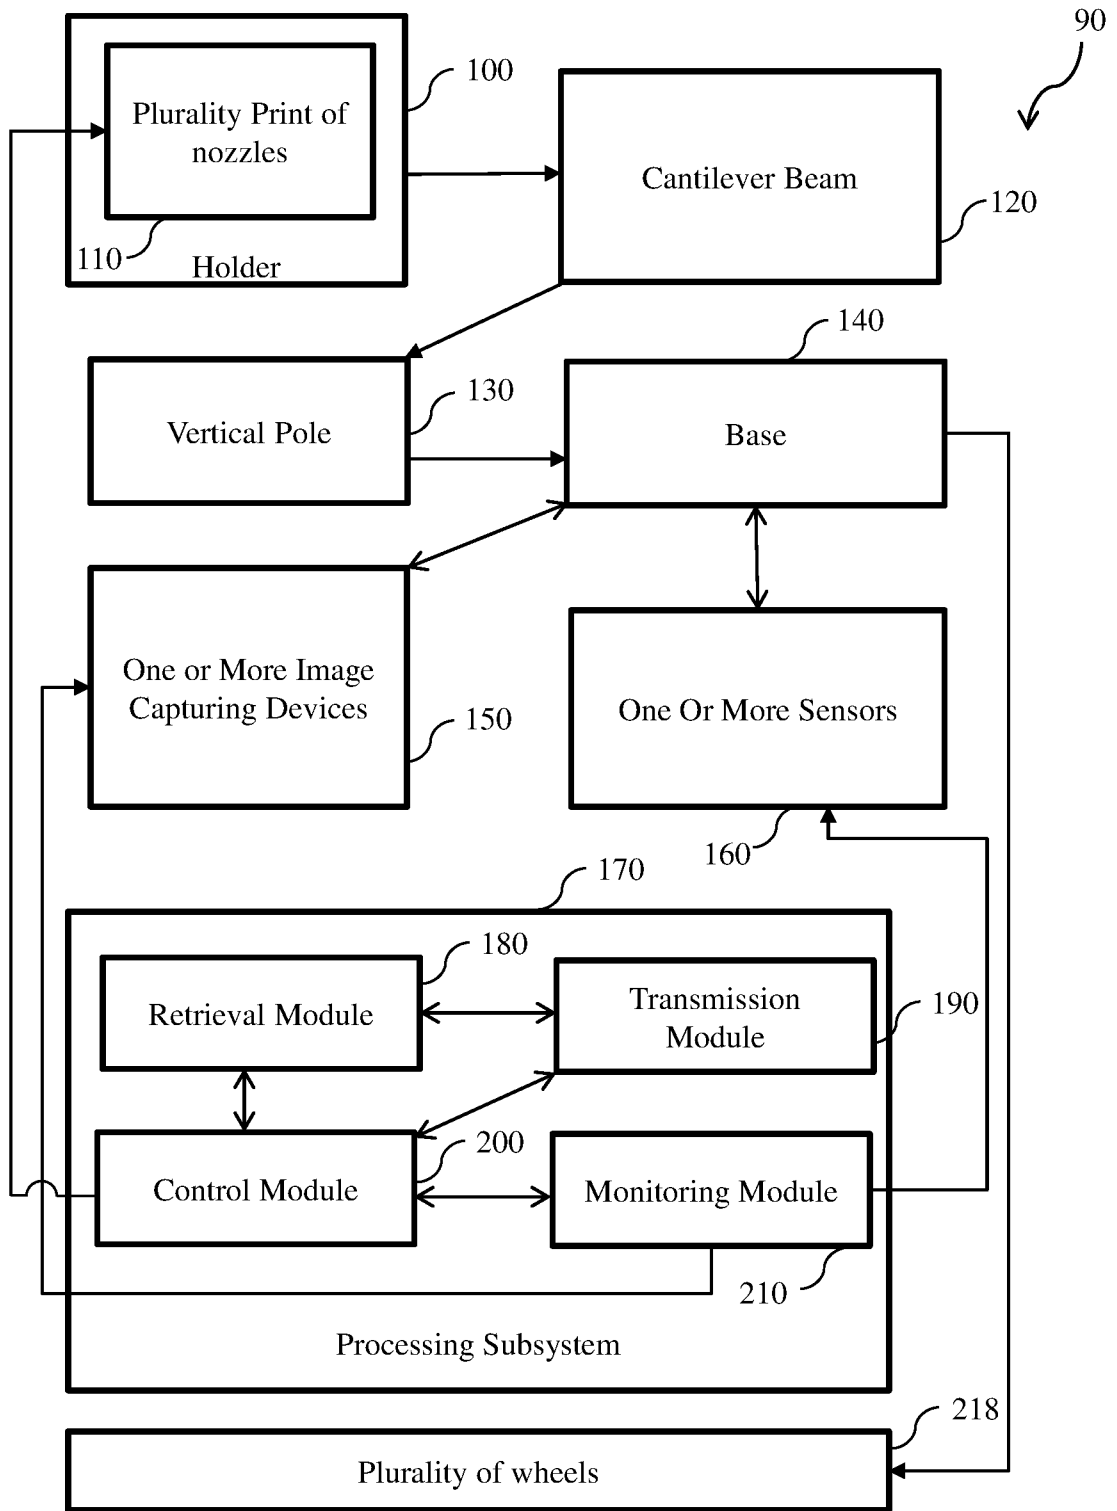 90
100
Plurality Print of
nozzles
110
Holder
Cantilever Beam
120
140
Vertical Pole
130
Base
One or More Image
Capturing Devices
150
One Or More Sensors
160
170
180
Retrieval Module
Transmission
Module
190
200
Control Module
Monitoring Module
210
Processing Subsystem
218
Plurality of wheels